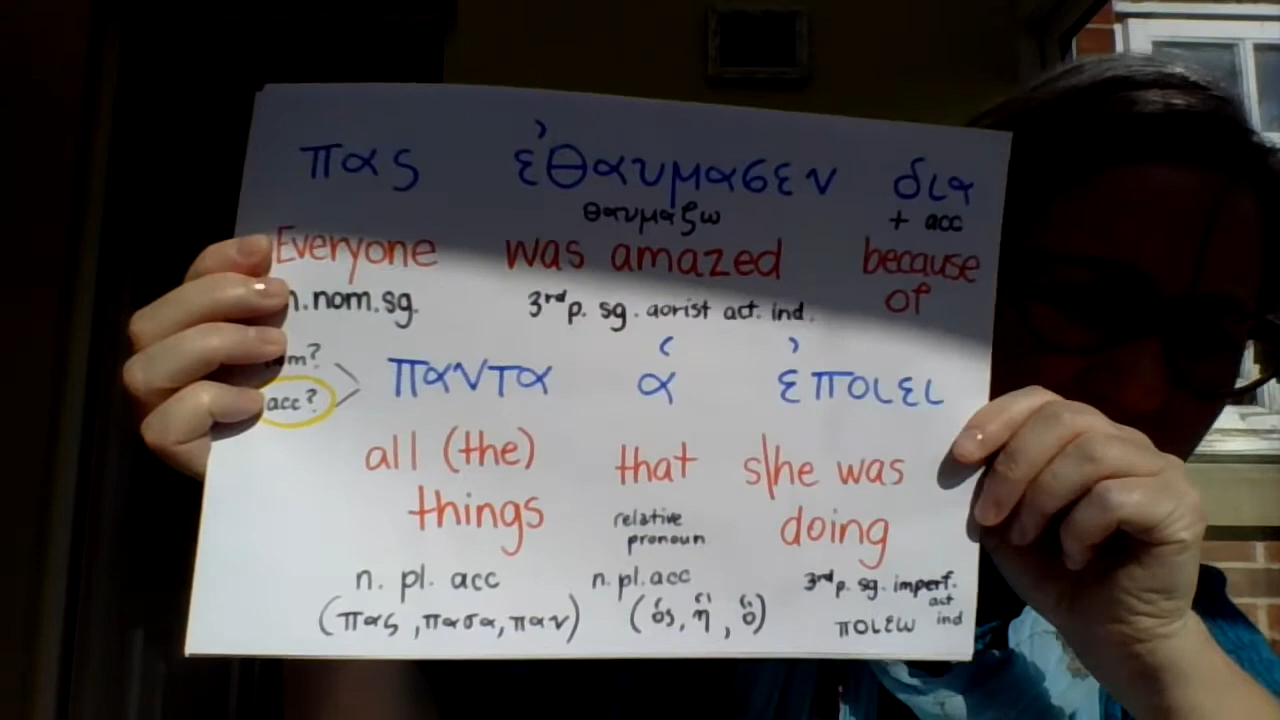 πας ἐθαυμασεν δια
θαυμαζω + acc
Everyone was amazed because of
.nom.sg. 3rd p. sg. aorist act. ind.
m?
acc? παντα ἁ ἐποιει
all (the) things that s|he was doing
relative pronoun
n. pl. acc n. pl. acc 3rd p. sg. imperf. act ind
(πας, πασα, παν) (ὁς, ἡ, ὁ) ποιεω